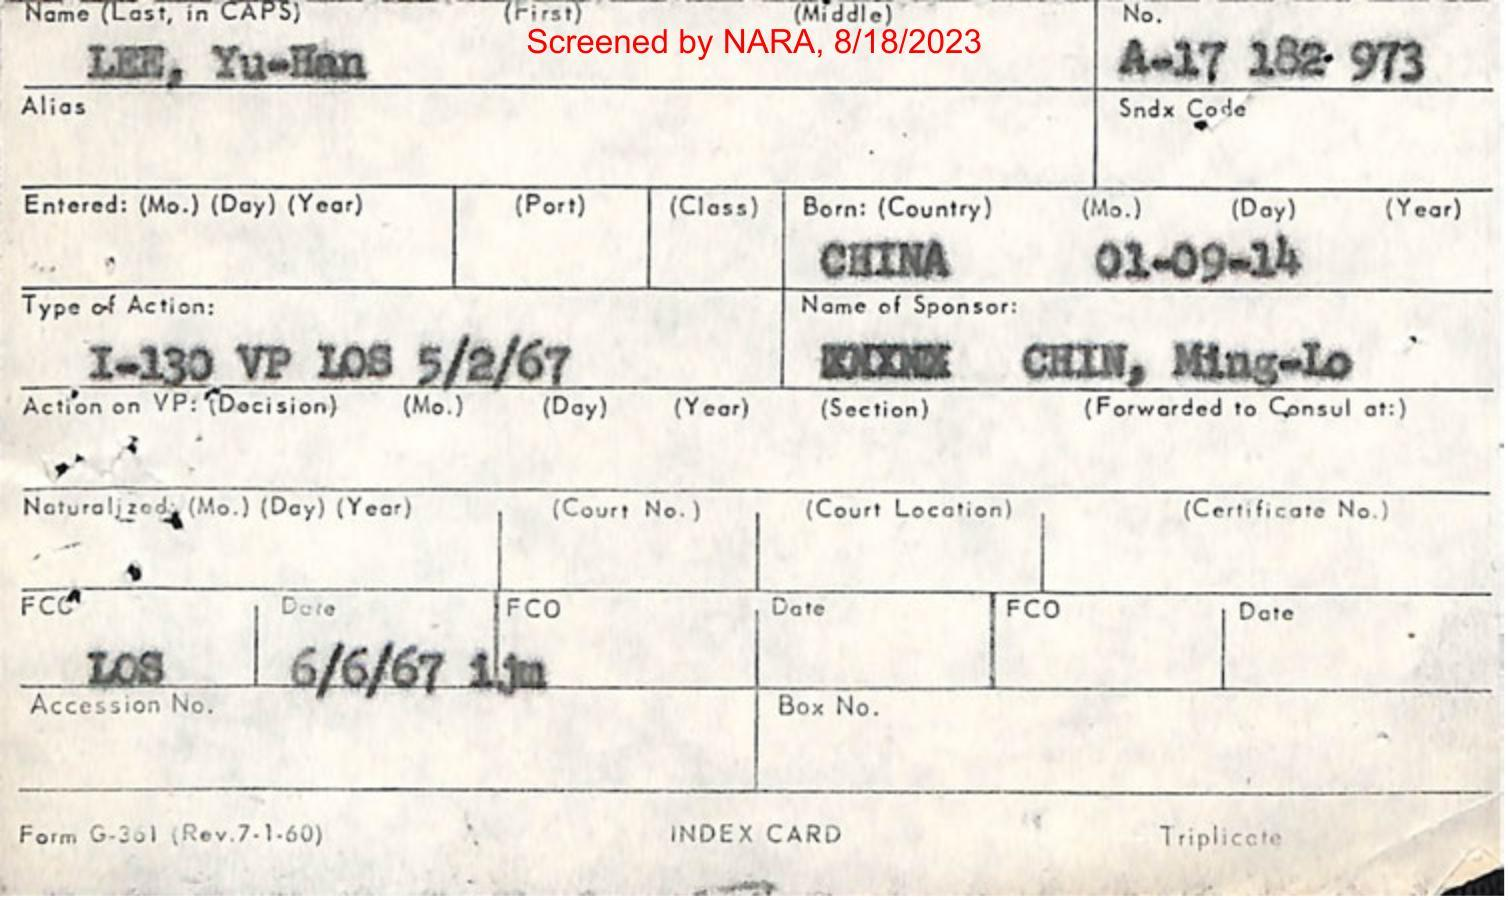 Name (Last, in CAPS) (First) (Middle) No.
Screened by NARA, 8/18/2023
LEE, Yu-Han A-17 182 973
Alias Sndx Code
Entered: (Mo.) (Day) (Year) (Port) (Class) Born: (Country) (Mo.) (Day) (Year)
CHINA 01-09-14
Type of Action: Name of Sponsor:
I-130 VP LOS 5/2/67 CHIN, Ming-Lo
Action on VP: (Decision) (Mo.) (Day) (Year) (Section) (Forwarded to Consul at:)
Naturalized: (Mo.) (Day) (Year) (Court No.) (Court Location) (Certificate No.)
FCO Date FCO Date FCO Date
LOS 6/6/67 ijm
Accession No. Box No.
Form G-361 (Rev.7-1-60) INDEX CARD Triplicate